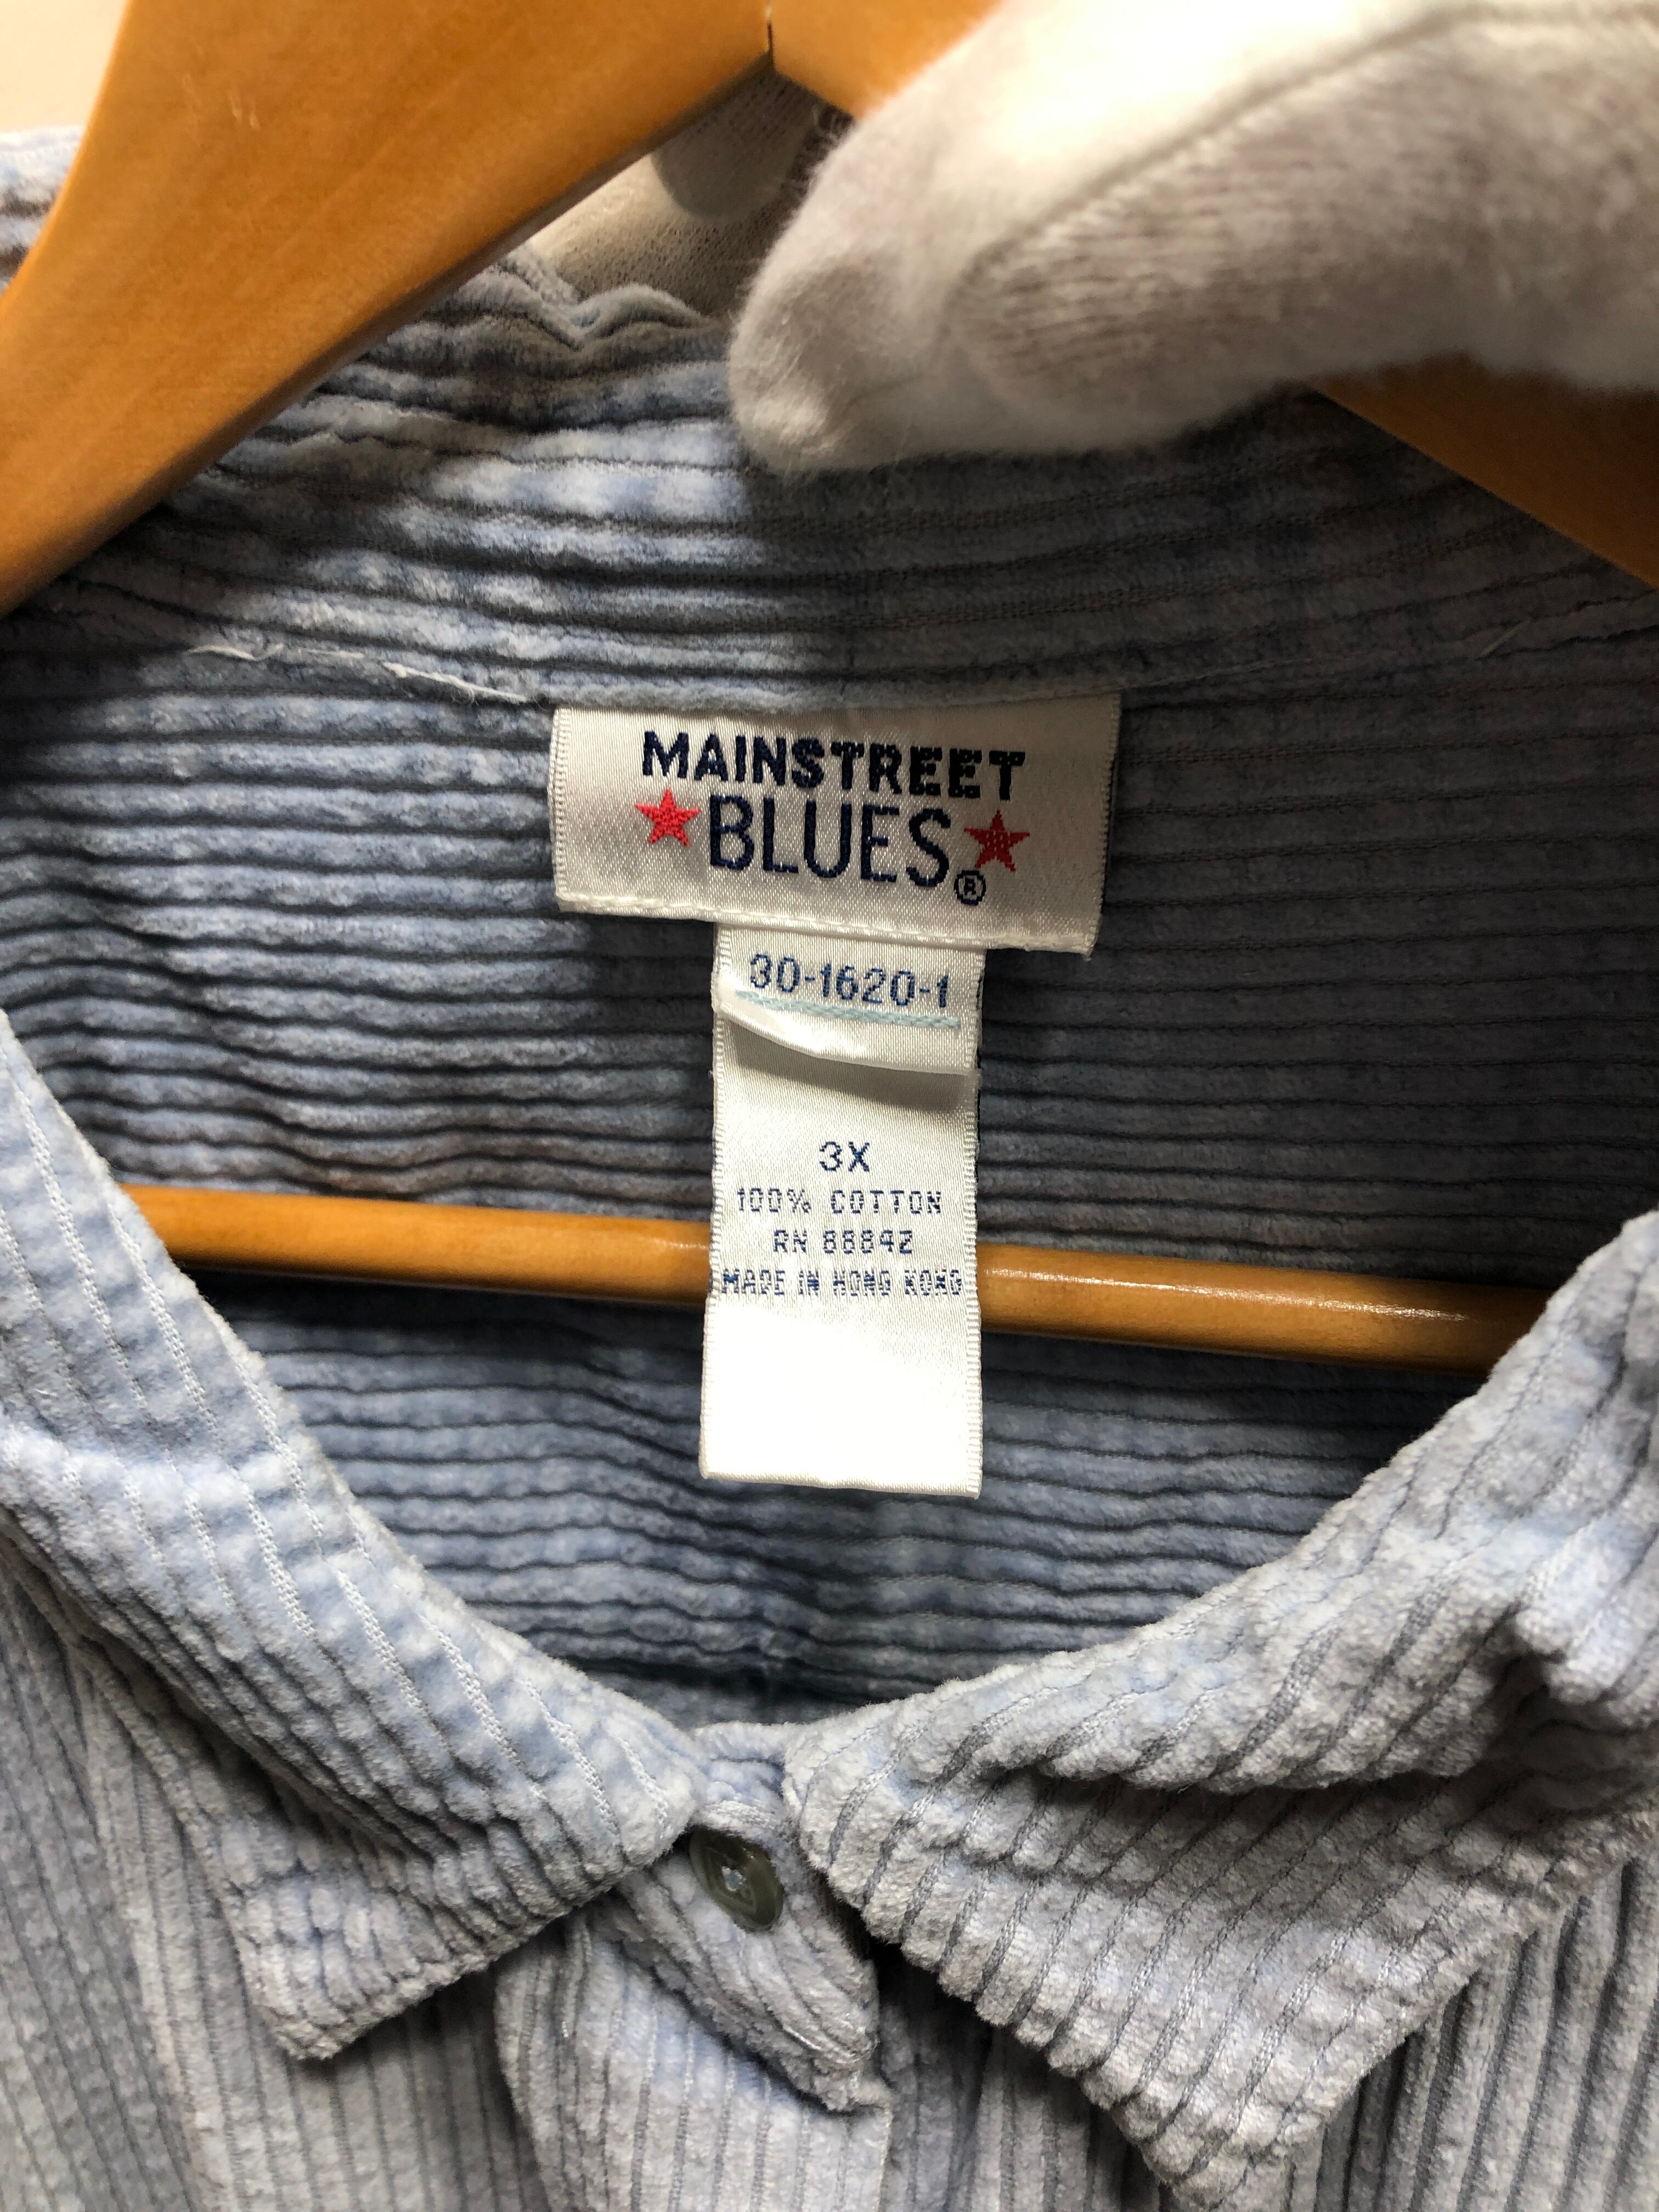 MAINSTREET
BLUES®
30-1620-1
3X
100% COTTON
RN 88842
MADE IN HONG KONG